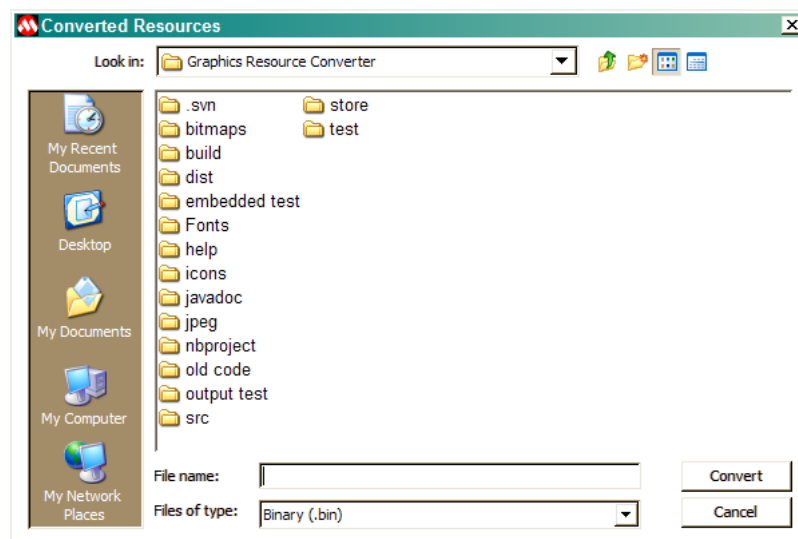 Converted Resources
Look in: Graphics Resource Converter
My Recent
Documents
Desktop
My Documents
My Computer
My Network
Places
.svn
bitmaps
build
dist
embedded test
Fonts
help
icons
javadoc
jpeg
nbproject
old code
output test
src
store
test
File name:
Convert
Files of type: Binary (.bin)
Cancel